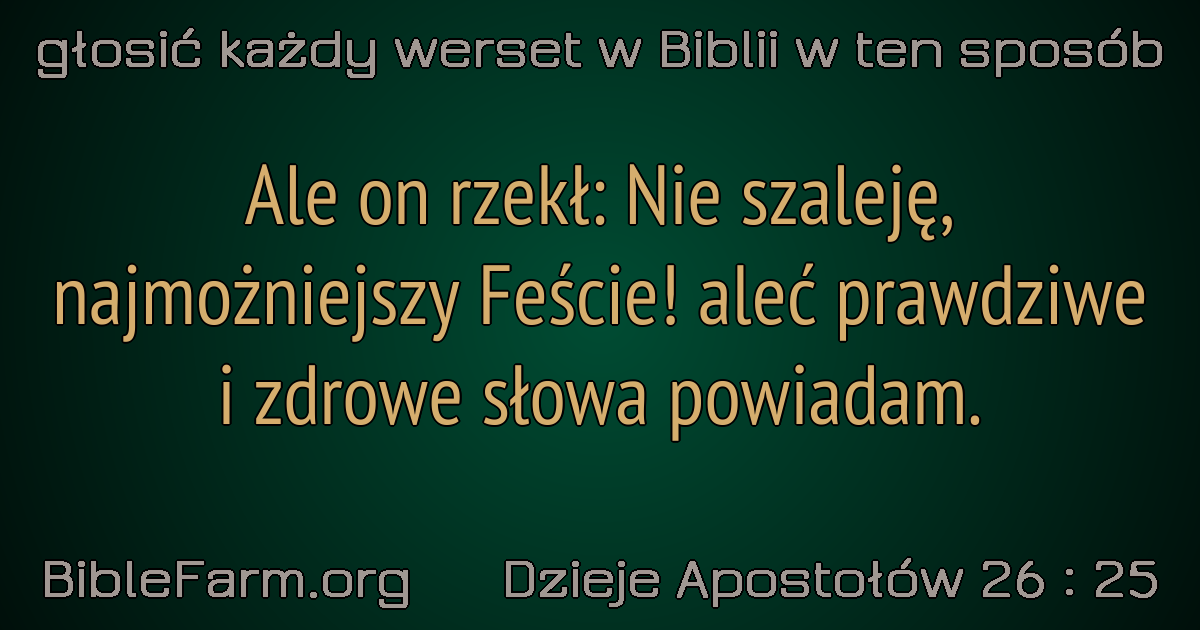 głosić każdy werset w Biblii w ten sposób
Ale on rzekł: Nie szaleję,
najmożniejszy Feście! aleć prawdziwe
i zdrowe słowa powiadam.
BibleFarm.org Dzieje Apostołów 26 : 25